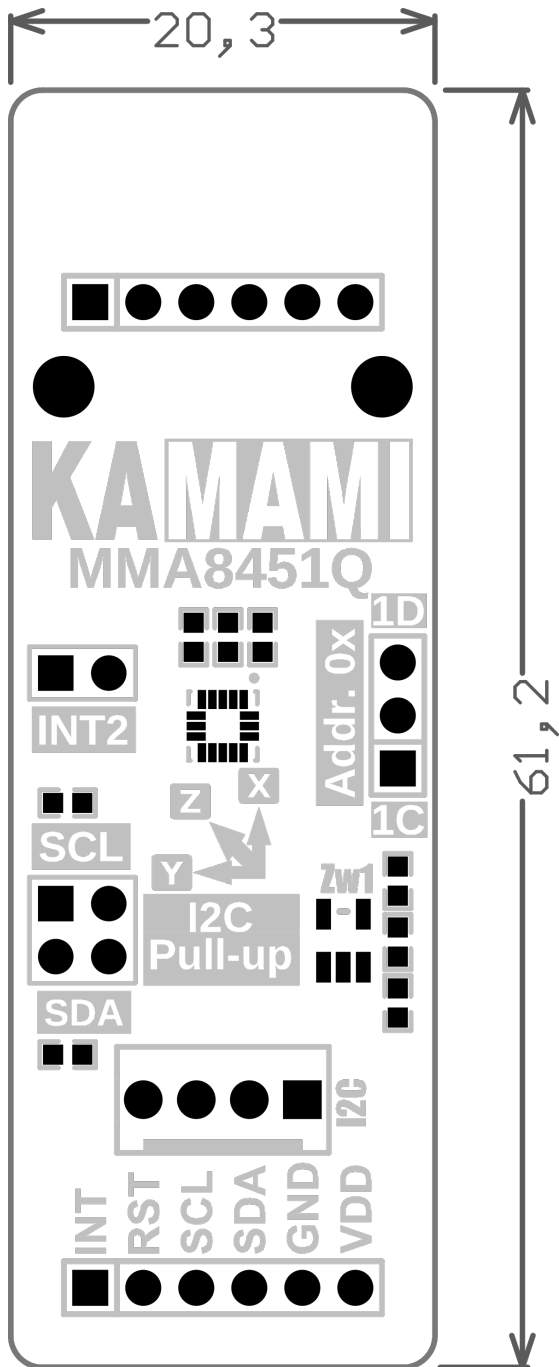 20,3
KAMAMI
MMA8451Q
1D
Addr. 0x
INT2
61,2
X
Z
1C
SCL
Y
Zw1
I2C
Pull-up
SDA
I2C
INT
RST
SCL
SDA
GND
VDD